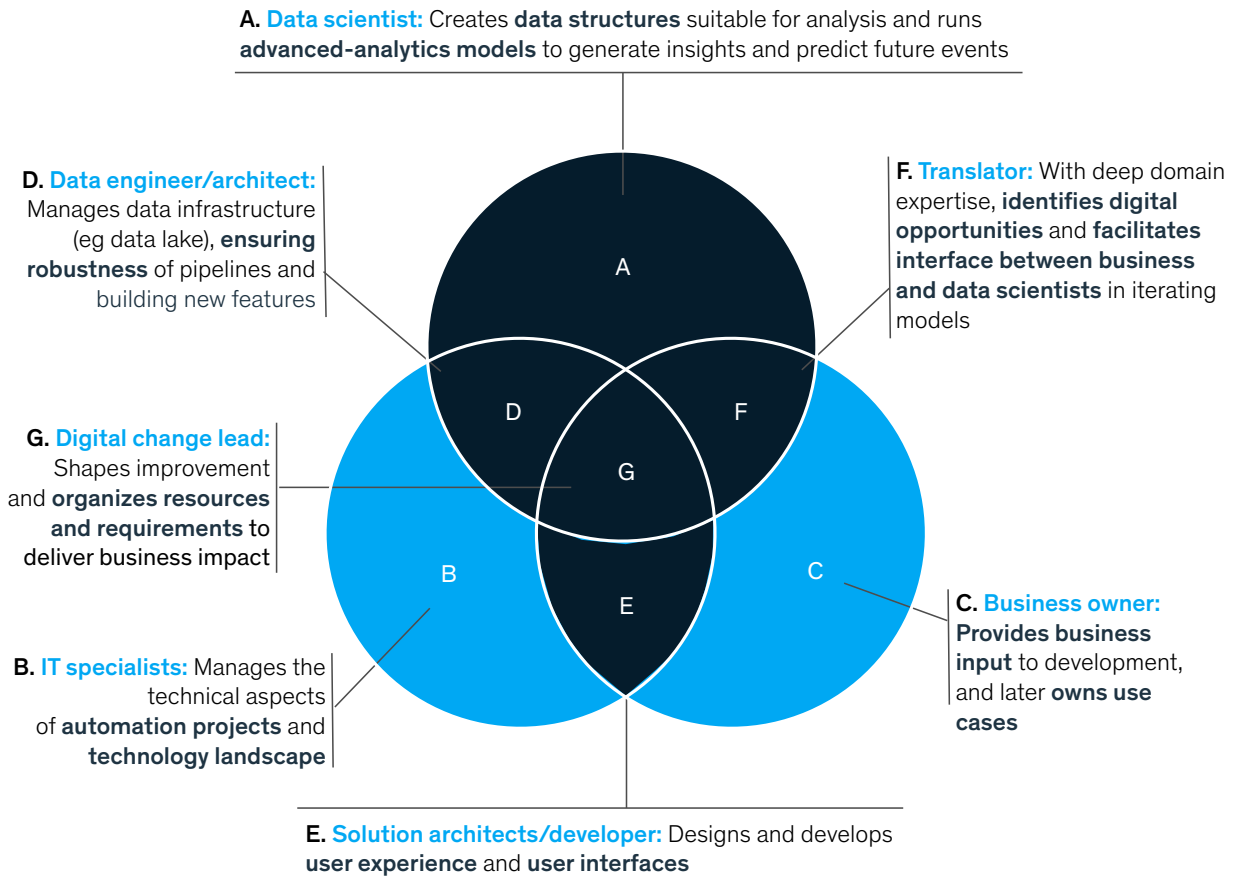 A. Data scientist: Creates data structures suitable for analysis and runs
advanced-analytics models to generate insights and predict future events
D. Data engineer/architect:
Manages data infrastructure
(eg data lake), ensuring
robustness of pipelines and
building new features
F. Translator: With deep domain
expertise, identifies digital
opportunities and facilitates
interface between business
and data scientists in iterating
models
A
D
F
G. Digital change lead:
Shapes improvement
and organizes resources
and requirements to
deliver business impact
G
B
C
E
C. Business owner:
Provides business
input to development,
and later owns use
cases
B. IT specialists: Manages the
technical aspects
of automation projects and
technology landscape
E. Solution architects/developer: Designs and develops
user experience and user interfaces